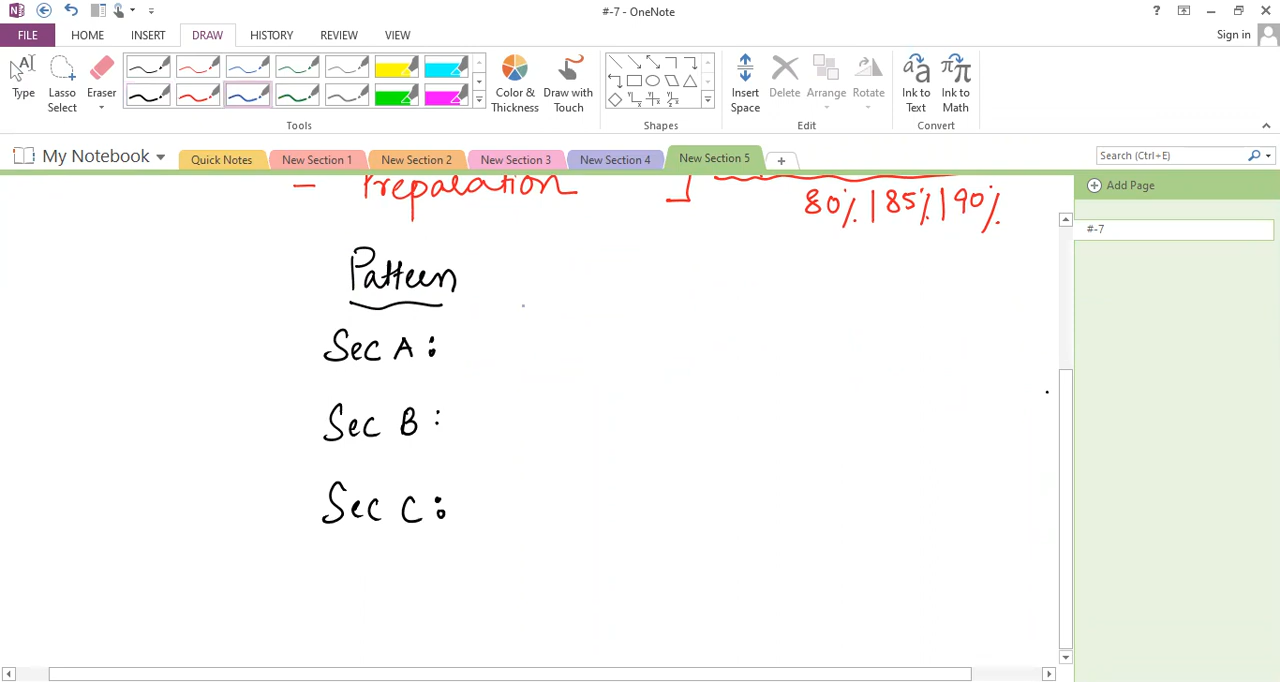 #-7 - OneNote
?
FILE HOME INSERT DRAW HISTORY REVIEW VIEW Sign in
Type
Lasso Select
Eraser
Color & Thickness
Draw with Touch
Insert Space
Delete
Arrange
Rotate
Ink to Text
Ink to Math
Tools Shapes Edit Convert
My Notebook Quick Notes New Section 1 New Section 2 New Section 3 New Section 4 New Section 5 Search (Ctrl+E)
Add Page
#-7
- Preparation
80% | 85% | 90%
Pattern
Sec A:
Sec B:
Sec C: